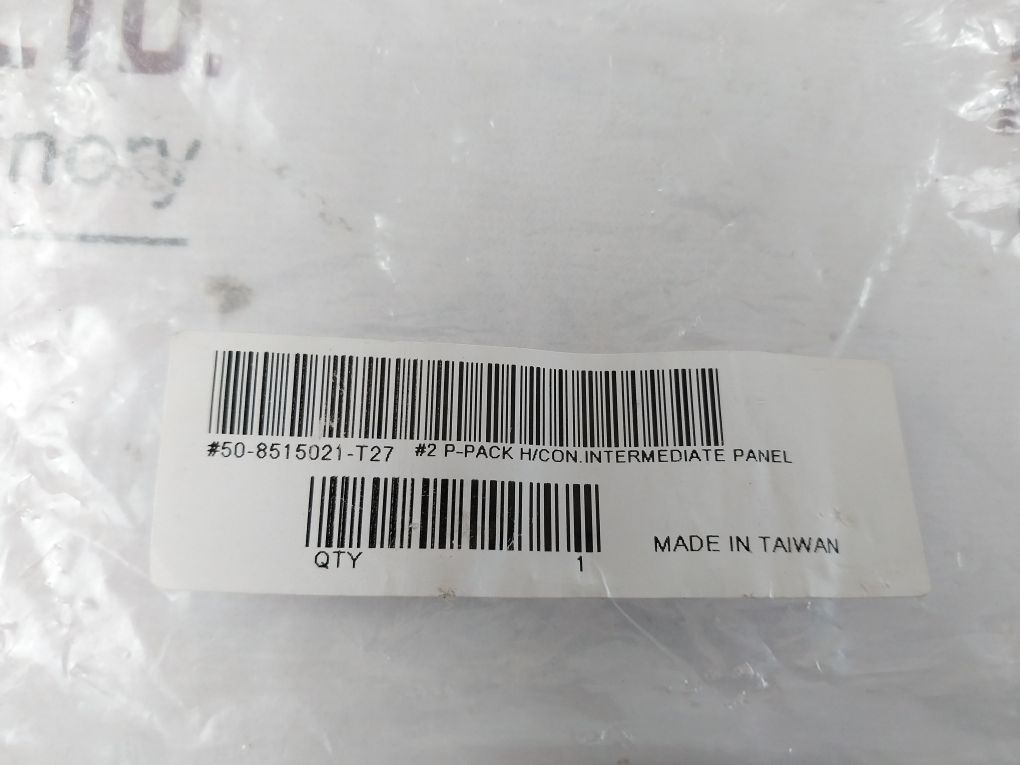 #50-8515021-T27 #2 P-PACK H/CON.INTERMEDIATE PANEL
QTY 1 MADE IN TAIWAN